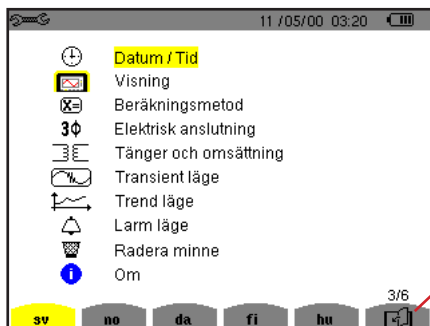 11 /05/00 03:20
Datum / Tid
Visning
X= Beräkningsmetod
3ϕ Elektrisk anslutning
Tänger och omsättning
Transient läge
Trend läge
Larm läge
Radera minne
i Om
3/6
sv no da fi hu